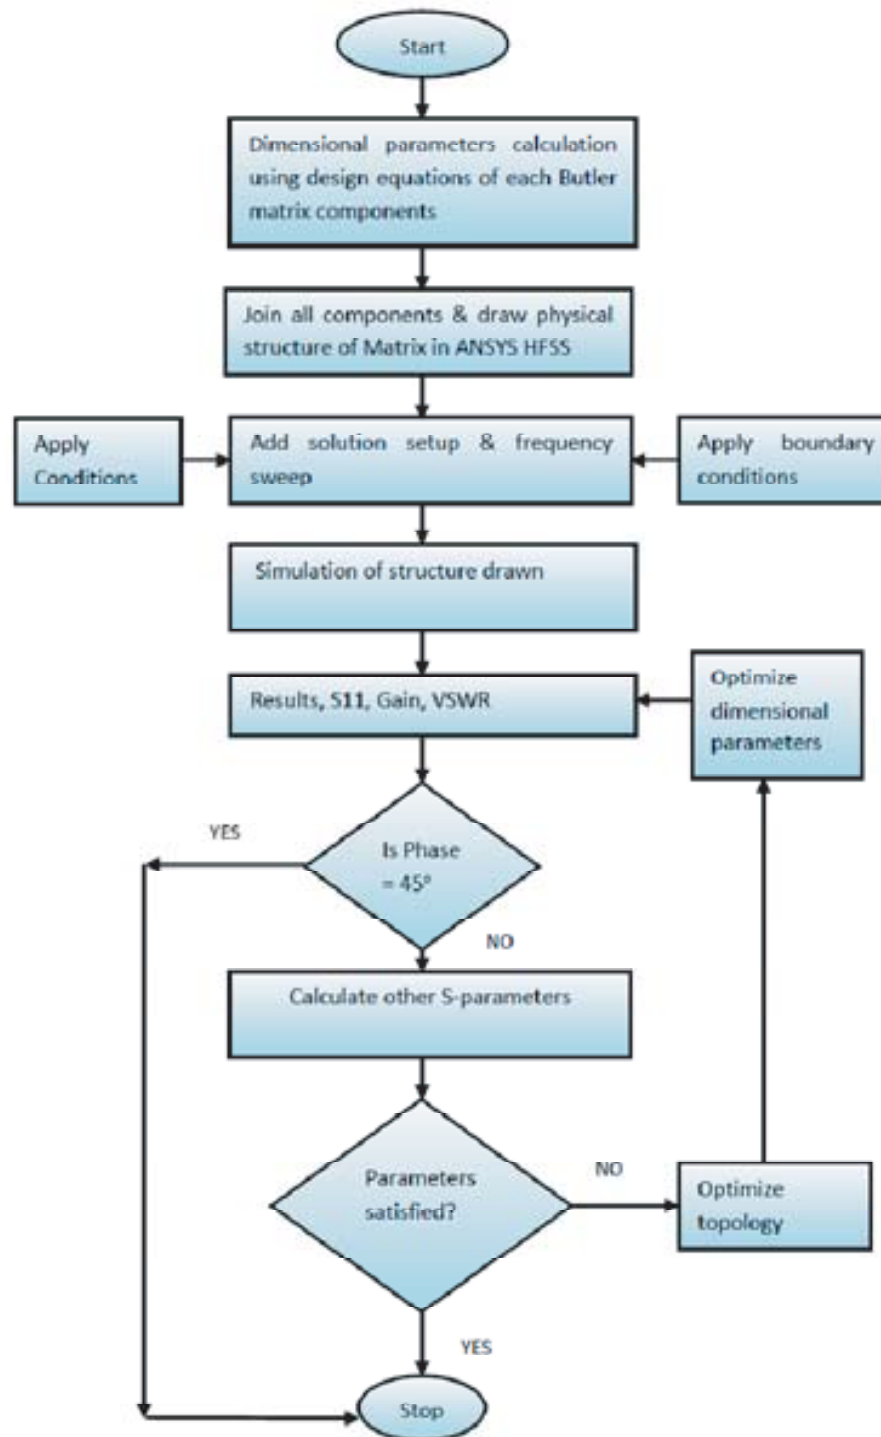 Start
Dimensional parameters calculation
using design equations of each Butler
matrix components
Join all components & draw physical
structure of Matrix in ANSYS HFSS
Apply
Conditions
Add solution setup & frequency
sweep
Apply boundary
conditions
Simulation of structure drawn
Results, S11, Gain, VSWR
Optimize
dimensional
parameters
YES
Is Phase
= 45°
NO
Calculate other S-parameters
Parameters
satisfied?
NO
Optimize
topology
YES
Stop